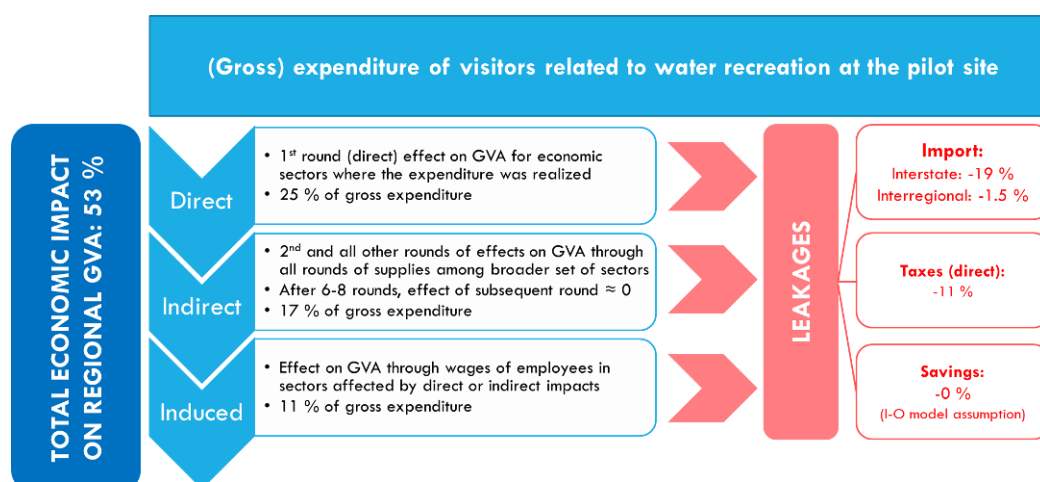 (Gross) expenditure of visitors related to water recreation at the pilot site
TOTAL ECONOMIC IMPACT
ON REGIONAL GVA: 53 %
Direct
• 1st round (direct) effect on GVA for economic
sectors where the expenditure was realized
• 25 % of gross expenditure
Indirect
• 2nd and all other rounds of effects on GVA through
all rounds of supplies among broader set of sectors
• After 6-8 rounds, effect of subsequent round ≈ 0
• 17 % of gross expenditure
Induced
• Effect on GVA through wages of employees in
sectors affected by direct or indirect impacts
• 11 % of gross expenditure
LEAKAGES
Import:
Interstate: -19 %
Interregional: -1.5 %
Taxes (direct):
-11 %
Savings:
-0 %
(I-O model assumption)